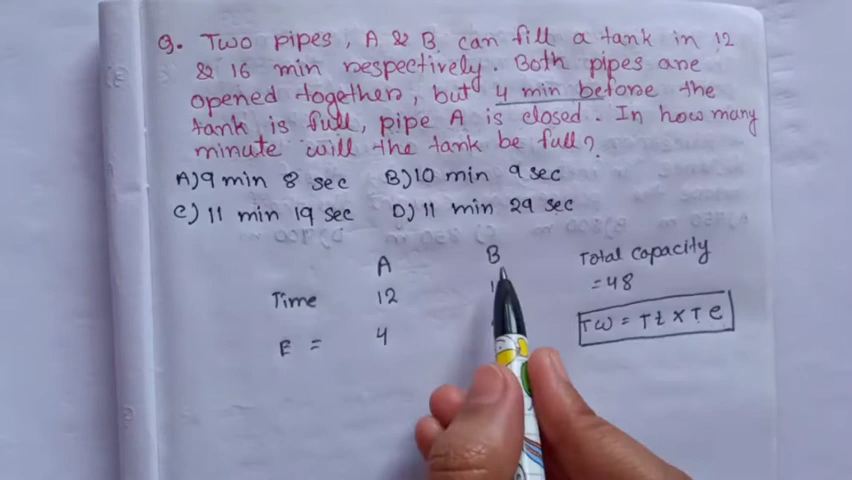 Q. Two pipes, A & B can fill a tank in 12
& 16 min respectively. Both pipes are
opened together, but 4 min before the
tank is full, pipe A is closed. In how many
minute will the tank be full?
A) 9 min 8 sec B) 10 min 9 sec
C) 11 min 19 sec D) 11 min 29 sec
A B Total Capacity
Time 12 = 48
E = 4 TW = Tt x TE